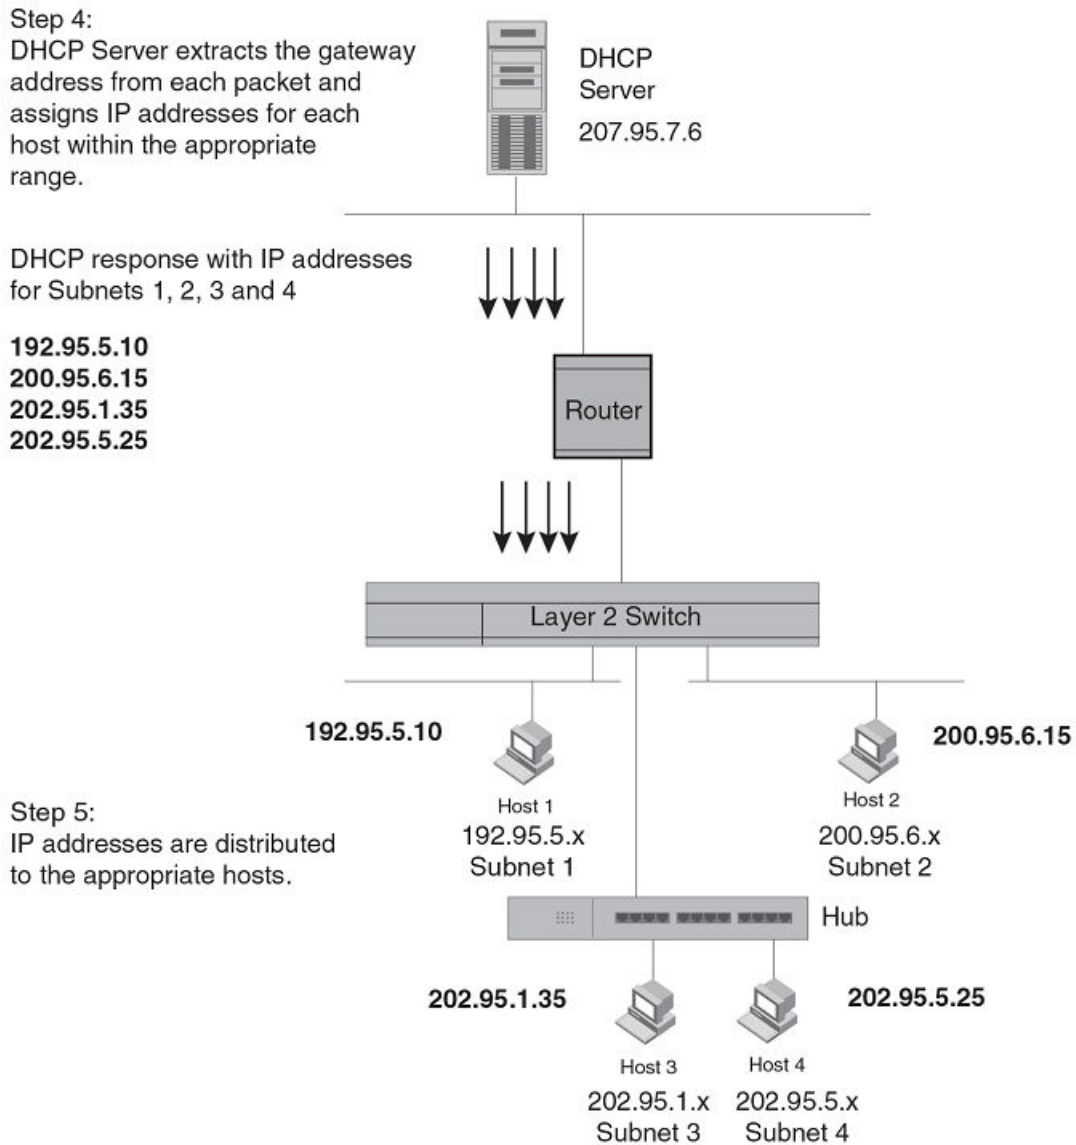 Step 4:
DHCP Server extracts the gateway
address from each packet and
assigns IP addresses for each
host within the appropriate
range.
DHCP
Server
207.95.7.6
DHCP response with IP addresses
for Subnets 1, 2, 3 and 4
192.95.5.10
200.95.6.15
202.95.1.35
202.95.5.25
Router
Layer 2 Switch
192.95.5.10
200.95.6.15
Host 1
192.95.5.x
Subnet 1
Host 2
200.95.6.x
Subnet 2
Step 5:
IP addresses are distributed
to the appropriate hosts.
Hub
202.95.1.35
202.95.5.25
Host 3
202.95.1.x
Subnet 3
Host 4
202.95.5.x
Subnet 4